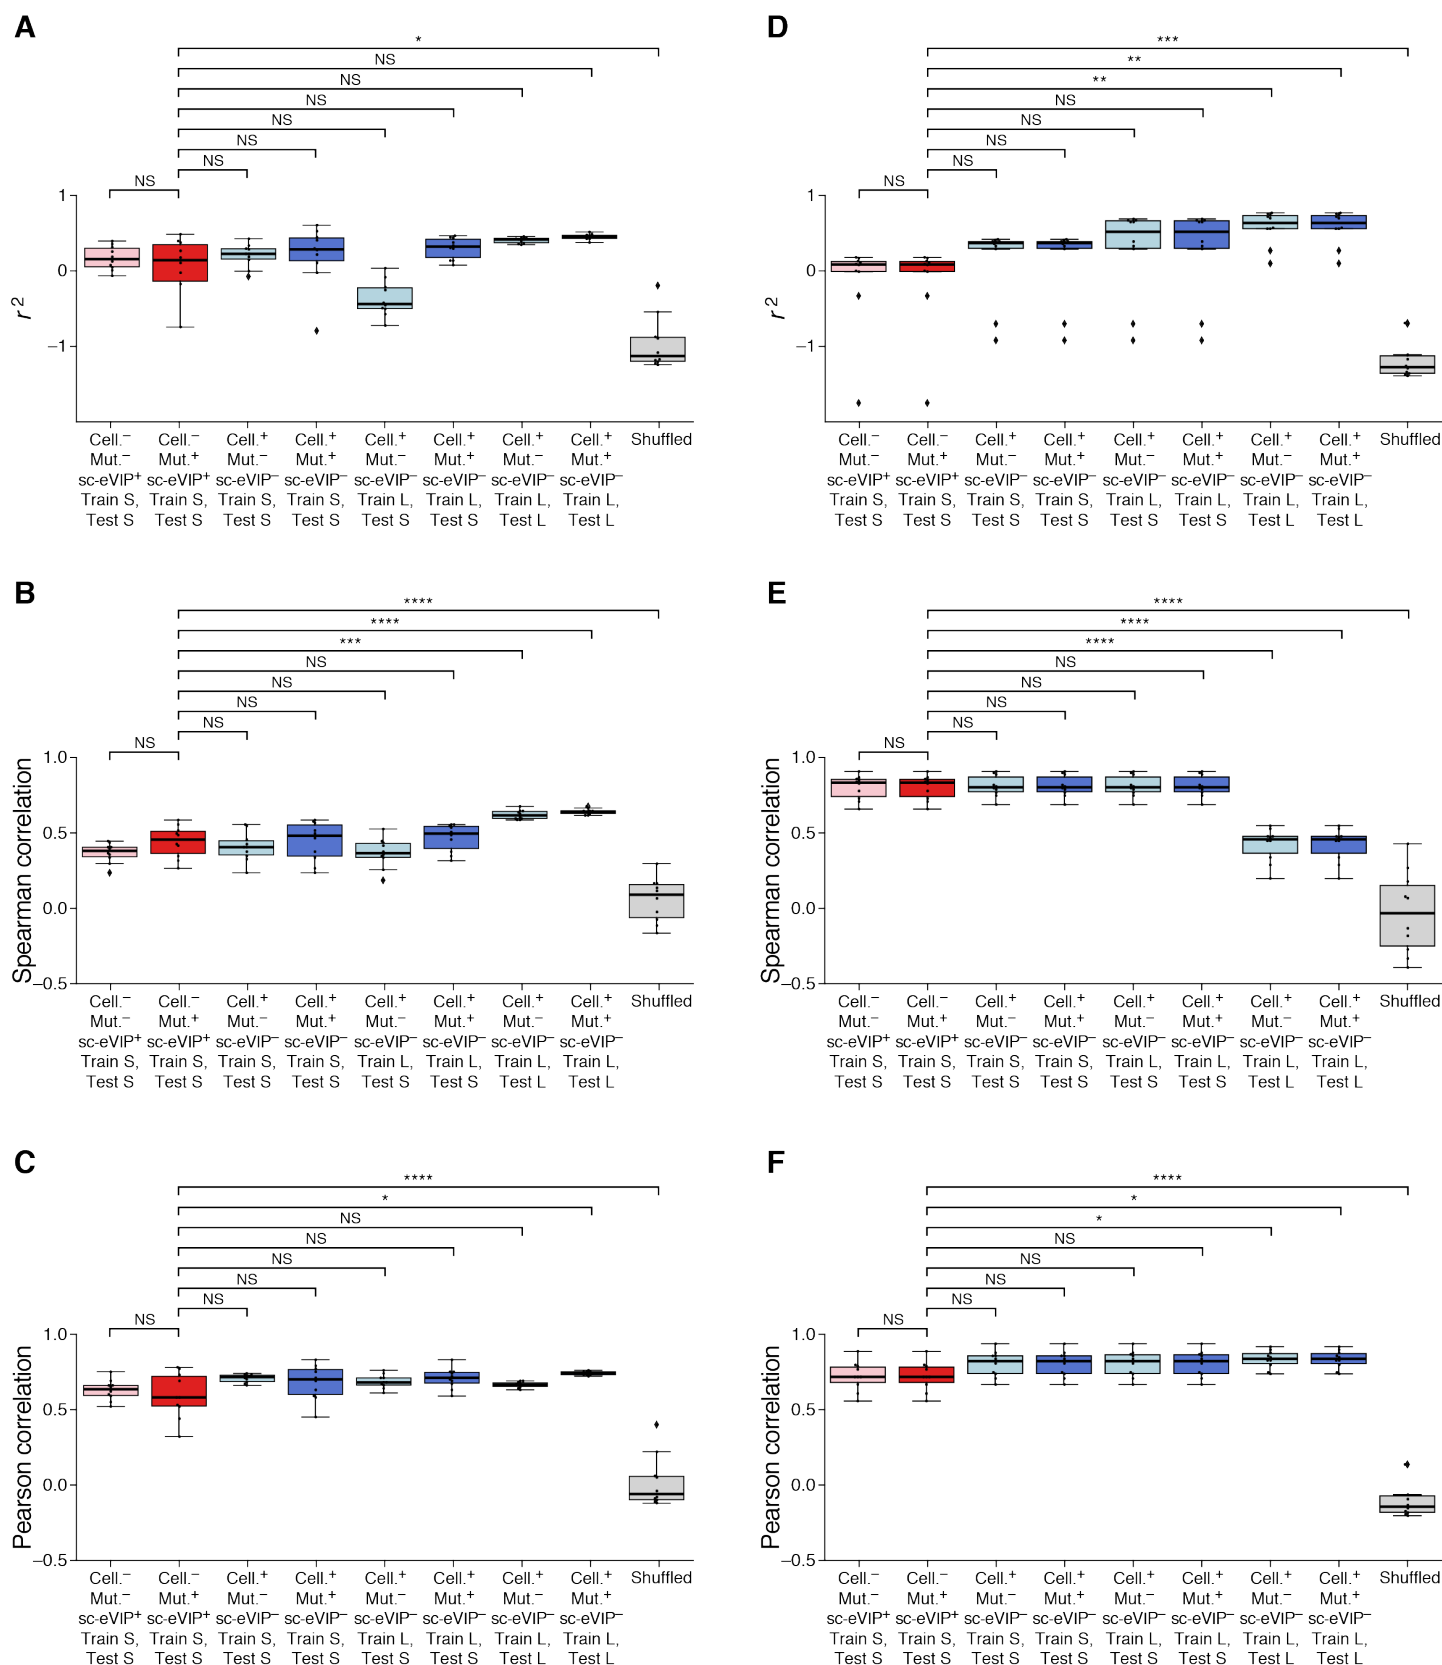 A
*
NS
NS
NS
NS
NS
NS
NS
1
0
−1
r²
Cell.⁻ Cell.⁻ Cell.⁺ Cell.⁺ Cell.⁺ Cell.⁺ Cell.⁺ Cell.⁺ Shuffled
Mut.⁻ Mut.⁺ Mut.⁻ Mut.⁺ Mut.⁻ Mut.⁺ Mut.⁻ Mut.⁺
sc-eVIP⁺ sc-eVIP⁺ sc-eVIP⁻ sc-eVIP⁻ sc-eVIP⁻ sc-eVIP⁻ sc-eVIP⁻ sc-eVIP⁻
Train S, Train S, Train S, Train S, Train L, Train L, Train L, Train L,
Test S Test S Test S Test S Test S Test S Test L Test L
B
****
****
***
NS
NS
NS
NS
NS
1.0
0.5
0.0
−0.5
Spearman correlation
Cell.⁻ Cell.⁻ Cell.⁺ Cell.⁺ Cell.⁺ Cell.⁺ Cell.⁺ Cell.⁺ Shuffled
Mut.⁻ Mut.⁺ Mut.⁻ Mut.⁺ Mut.⁻ Mut.⁺ Mut.⁻ Mut.⁺
sc-eVIP⁺ sc-eVIP⁺ sc-eVIP⁻ sc-eVIP⁻ sc-eVIP⁻ sc-eVIP⁻ sc-eVIP⁻ sc-eVIP⁻
Train S, Train S, Train S, Train S, Train L, Train L, Train L, Train L,
Test S Test S Test S Test S Test S Test S Test L Test L
C
****
*
NS
NS
NS
NS
NS
NS
1.0
0.5
0.0
−0.5
Pearson correlation
Cell.⁻ Cell.⁻ Cell.⁺ Cell.⁺ Cell.⁺ Cell.⁺ Cell.⁺ Cell.⁺ Shuffled
Mut.⁻ Mut.⁺ Mut.⁻ Mut.⁺ Mut.⁻ Mut.⁺ Mut.⁻ Mut.⁺
sc-eVIP⁺ sc-eVIP⁺ sc-eVIP⁻ sc-eVIP⁻ sc-eVIP⁻ sc-eVIP⁻ sc-eVIP⁻ sc-eVIP⁻
Train S, Train S, Train S, Train S, Train L, Train L, Train L, Train L,
Test S Test S Test S Test S Test S Test S Test L Test L
D
***
**
**
NS
NS
NS
NS
NS
1
0
−1
r²
Cell.⁻ Cell.⁻ Cell.⁺ Cell.⁺ Cell.⁺ Cell.⁺ Cell.⁺ Cell.⁺ Shuffled
Mut.⁻ Mut.⁺ Mut.⁻ Mut.⁺ Mut.⁻ Mut.⁺ Mut.⁻ Mut.⁺
sc-eVIP⁺ sc-eVIP⁺ sc-eVIP⁻ sc-eVIP⁻ sc-eVIP⁻ sc-eVIP⁻ sc-eVIP⁻ sc-eVIP⁻
Train S, Train S, Train S, Train S, Train L, Train L, Train L, Train L,
Test S Test S Test S Test S Test S Test S Test L Test L
E
****
****
****
NS
NS
NS
NS
NS
1.0
0.5
0.0
−0.5
Spearman correlation
Cell.⁻ Cell.⁻ Cell.⁺ Cell.⁺ Cell.⁺ Cell.⁺ Cell.⁺ Cell.⁺ Shuffled
Mut.⁻ Mut.⁺ Mut.⁻ Mut.⁺ Mut.⁻ Mut.⁺ Mut.⁻ Mut.⁺
sc-eVIP⁺ sc-eVIP⁺ sc-eVIP⁻ sc-eVIP⁻ sc-eVIP⁻ sc-eVIP⁻ sc-eVIP⁻ sc-eVIP⁻
Train S, Train S, Train S, Train S, Train L, Train L, Train L, Train L,
Test S Test S Test S Test S Test S Test S Test L Test L
F
****
*
*
NS
NS
NS
NS
NS
1.0
0.5
0.0
−0.5
Pearson correlation
Cell.⁻ Cell.⁻ Cell.⁺ Cell.⁺ Cell.⁺ Cell.⁺ Cell.⁺ Cell.⁺ Shuffled
Mut.⁻ Mut.⁺ Mut.⁻ Mut.⁺ Mut.⁻ Mut.⁺ Mut.⁻ Mut.⁺
sc-eVIP⁺ sc-eVIP⁺ sc-eVIP⁻ sc-eVIP⁻ sc-eVIP⁻ sc-eVIP⁻ sc-eVIP⁻ sc-eVIP⁻
Train S, Train S, Train S, Train S, Train L, Train L, Train L, Train L,
Test S Test S Test S Test S Test S Test S Test L Test L